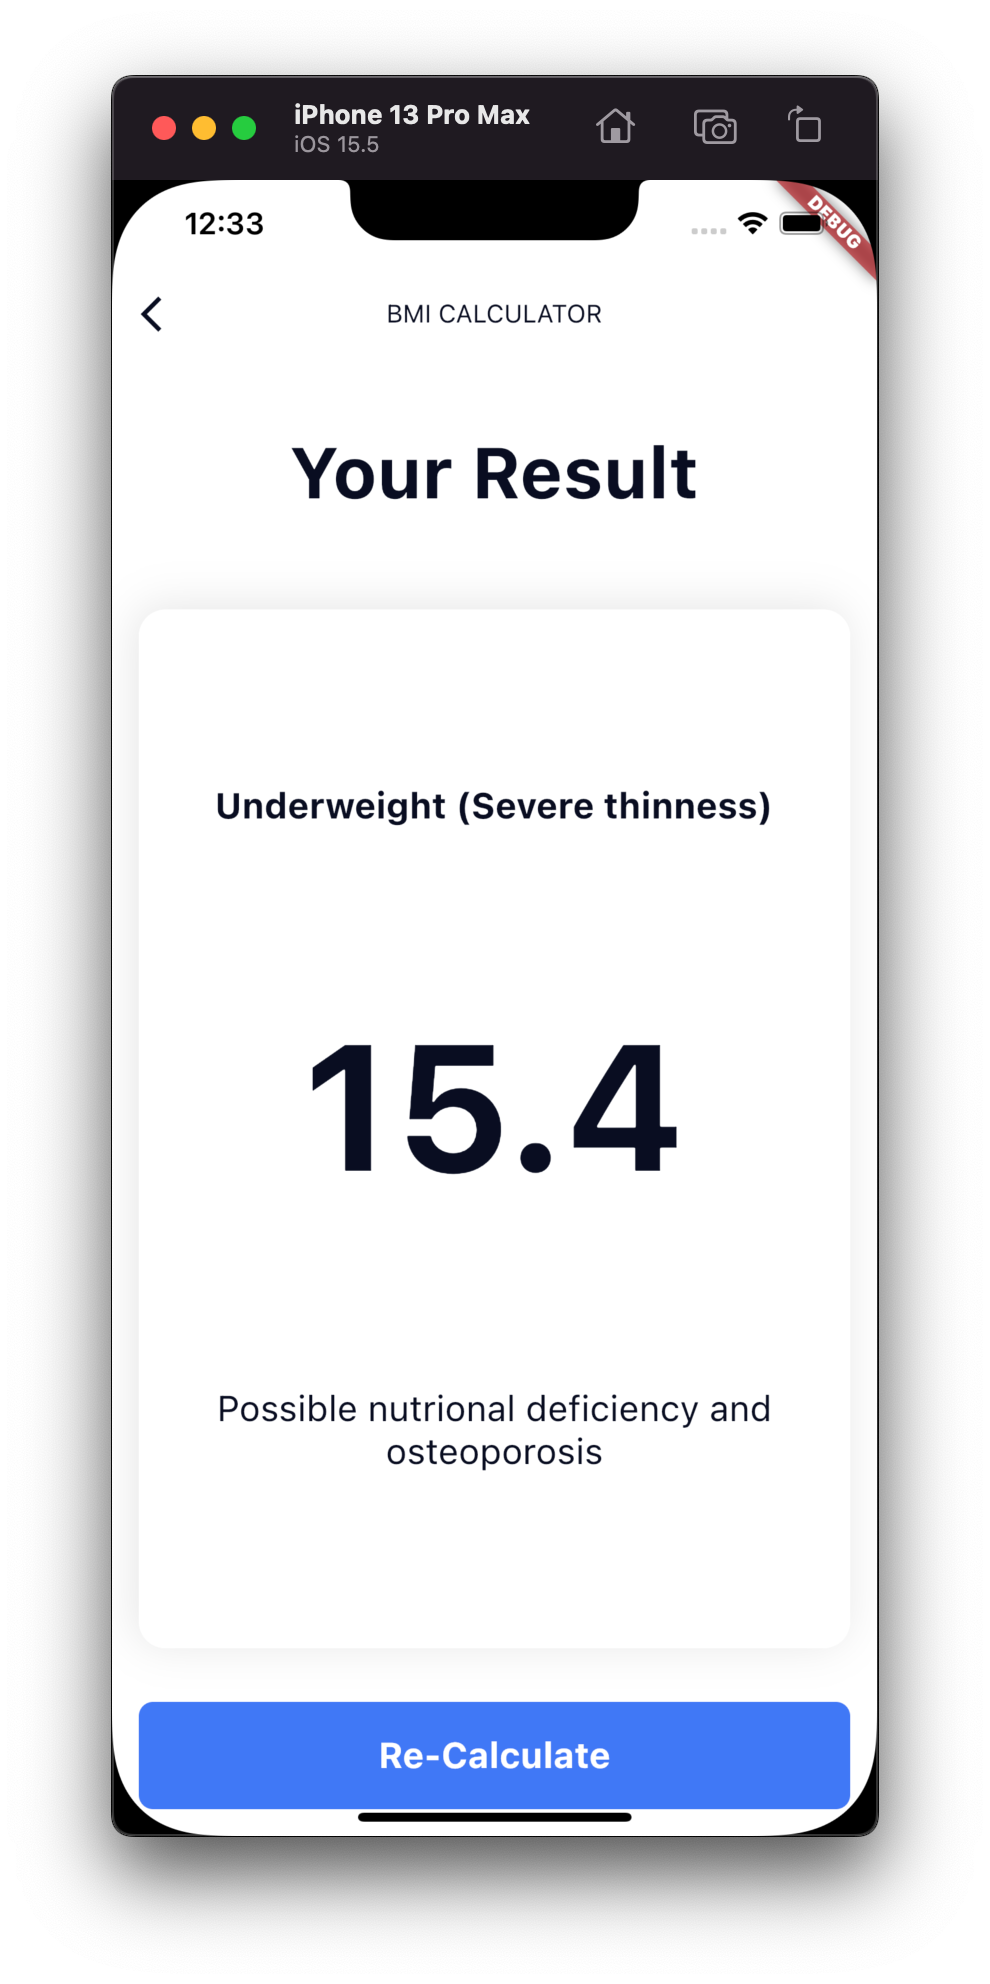 iPhone 13 Pro Max
iOS 15.5
12:33
DEBUG
BMI CALCULATOR
Your Result
Underweight (Severe thinness)
15.4
Possible nutrional deficiency and
osteoporosis
Re-Calculate